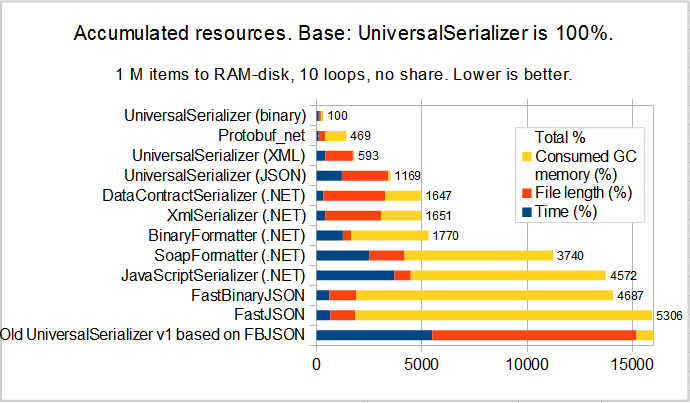 Accumulated resources. Base: UniversalSerializer is 100%.
1 M items to RAM-disk, 10 loops, no share. Lower is better.
UniversalSerializer (binary) 100
Protobuf_net 469
UniversalSerializer (XML) 593
UniversalSerializer (JSON) 1169
DataContractSerializer (.NET) 1647
XmlSerializer (.NET) 1651
BinaryFormatter (.NET) 1770
SoapFormatter (.NET) 3740
JavaScriptSerializer (.NET) 4572
FastBinaryJSON 4687
FastJSON 5306
Old UniversalSerializer v1 based on FBJSON
0 5000 10000 15000
Total %
Consumed GC
memory (%)
File length (%)
Time (%)